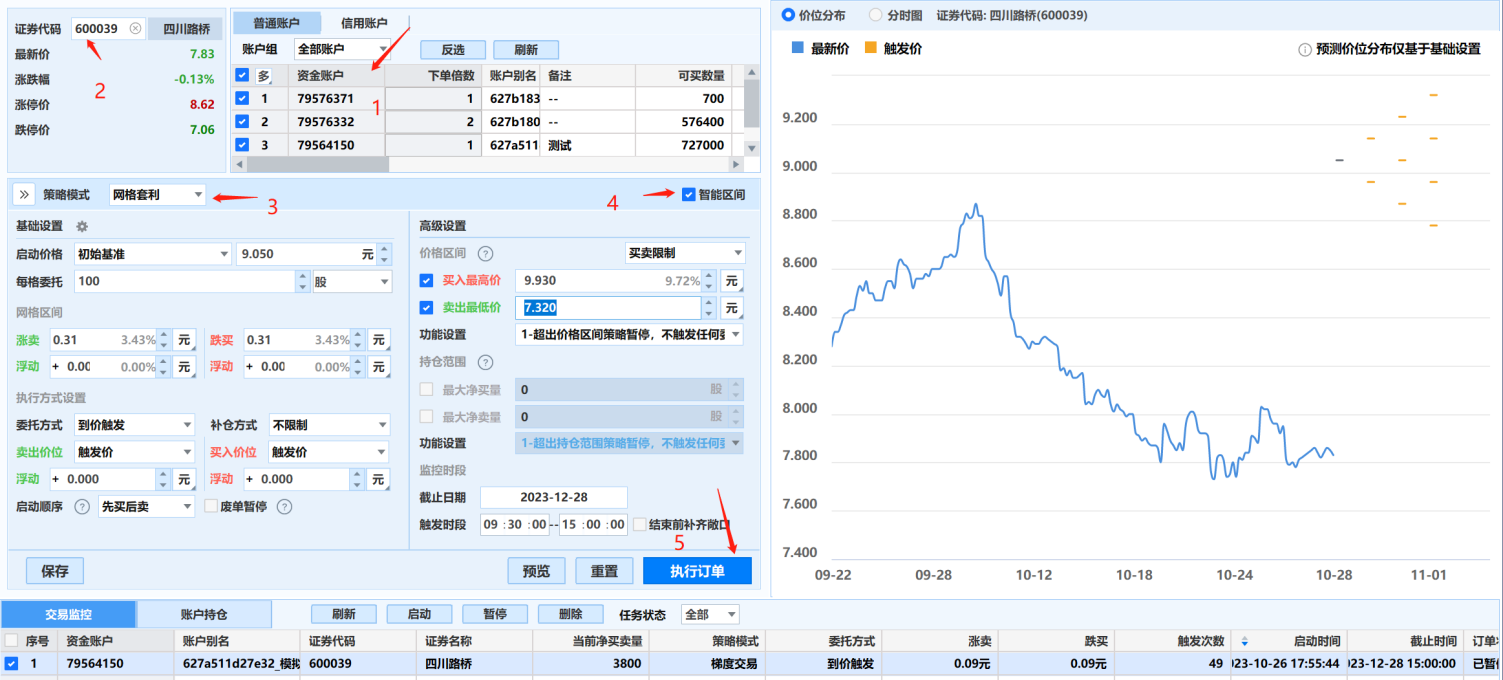 证券代码 600039 四川路桥
最新价 7.83
涨跌幅 -0.13%
涨停价 8.62
跌停价 7.06
2
普通账户 信用账户
账户组 全部账户 反选 刷新
多 资金账户 下单倍数 账户别名 备注 可买数量
1 79576371 1 627b183 -- 700
2 79576332 2 627b180 -- 576400
3 79564150 1 627a511 测试 727000
1
策略模式 网格套利 3 4 智能区间
基础设置
启动价格 初始基准 9.050 元
每格委托 100 股
网格区间
涨卖 0.31 3.43% 元 跌买 0.31 3.43% 元
浮动 + 0.00 0.00% 元 浮动 + 0.00 0.00% 元
执行方式设置
委托方式 到价触发 补仓方式 不限制
卖出价位 触发价 买入价位 触发价
浮动 + 0.000 元 浮动 + 0.000 元
启动顺序 ? 先买后卖 废单暂停 ?
高级设置
价格区间 ? 买卖限制
买入最高价 9.930 9.72% 元
卖出最低价 7.320 元
功能设置 1-超出价格区间策略暂停，不触发任何
持仓范围 ?
最大净买量 0 股
最大净卖量 0 股
功能设置 1-超出持仓范围策略暂停，不触发任何
监控时段
截止日期 2023-12-28
触发时段 09 :30 :00 -- 15 :00 :00 结束前补齐敞口
5
保存 预览 重置 执行订单
价位分布 分时图 证券代码: 四川路桥(600039)
最新价 触发价 预测价位分布仅基于基础设置
9.200
9.000
8.800
8.600
8.400
8.200
8.000
7.800
7.600
7.400
09-22 09-28 10-12 10-18 10-24 10-28 11-01
交易监控 账户持仓 刷新 启动 暂停 删除 任务状态 全部
序号 资金账户 账户别名 证券代码 证券名称 当前净买卖量 策略模式 委托方式 涨卖 跌买 触发次数 启动时间 截止时间 订单
1 79564150 627a511d27e32_模拟 600039 四川路桥 3800 梯度交易 到价触发 0.09元 0.09元 49 23-10-26 17:55:44 23-12-28 15:00:00 已暂